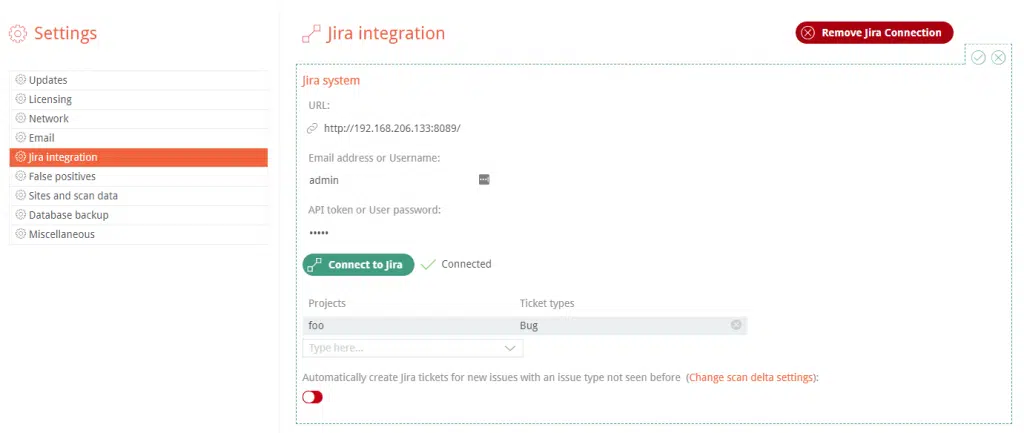 Settings
Updates
Licensing
Network
Email
Jira integration
False positives
Sites and scan data
Database backup
Miscellaneous
Jira integration
Remove Jira Connection
Jira system
URL:
http://192.168.206.133:8089/
Email address or Username:
admin
API token or User password:
•••••
Connect to Jira Connected
Projects Ticket types
foo Bug
Type here...
Automatically create Jira tickets for new issues with an issue type not seen before (Change scan delta settings):